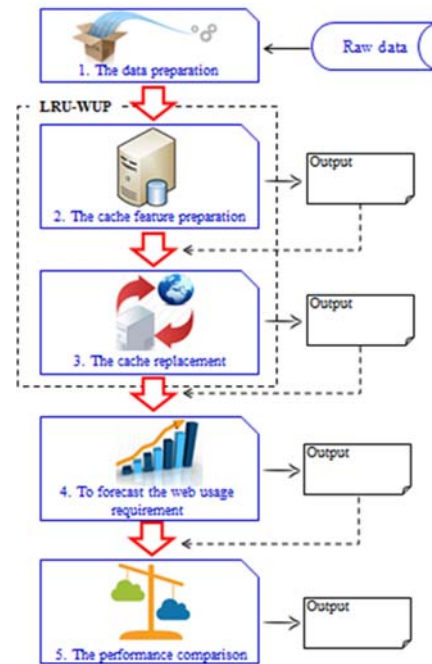 Raw data
1. The data preparation
LRU-WUP
2. The cache feature preparation
Output
3. The cache replacement
Output
4. To forecast the web usage
requirement
Output
5. The performance comparison
Output